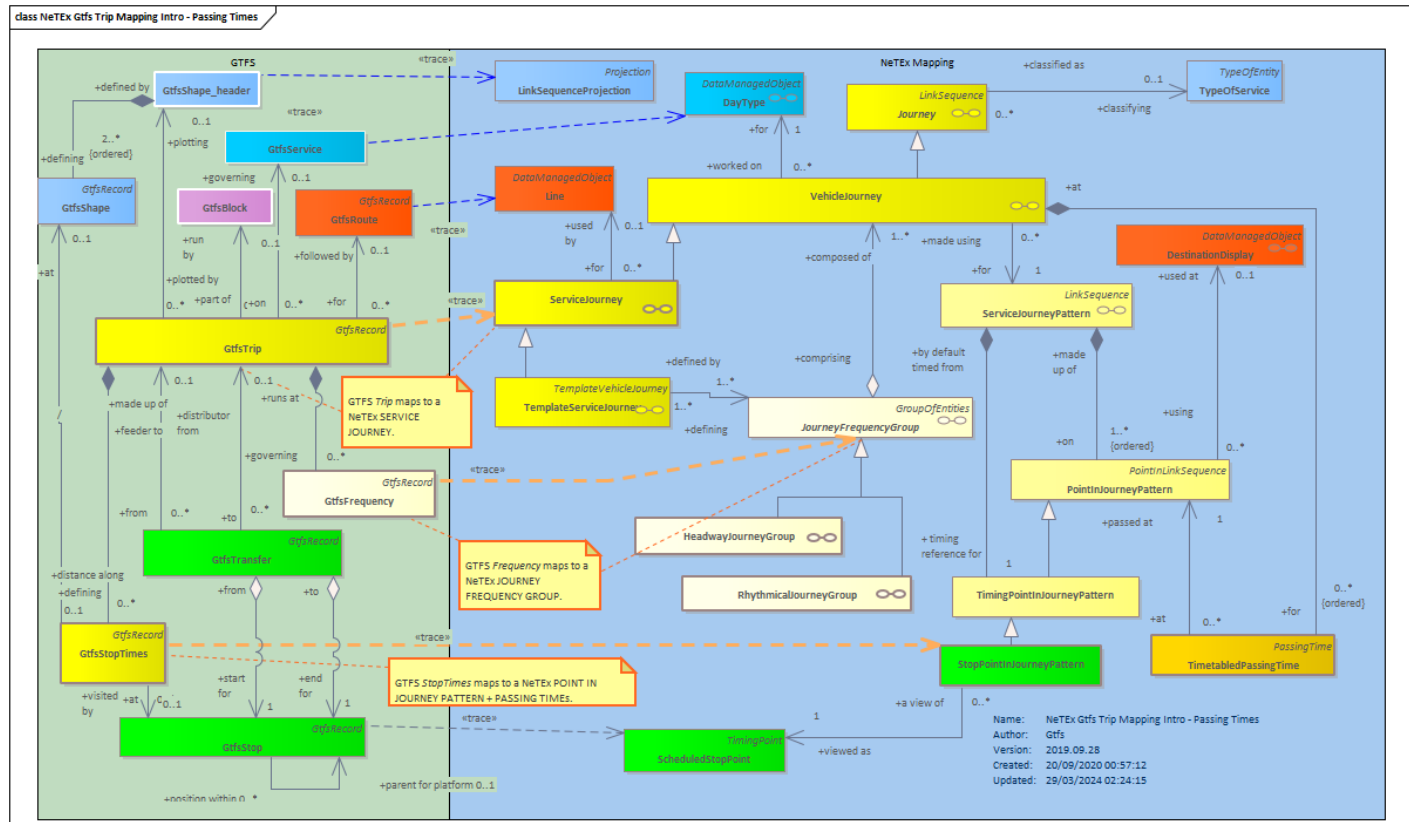 class NeTEx Gtfs Trip Mapping Intro - Passing Times
GTFS
NeTEx Mapping
«trace»
+classified as
0..1
+classifying
0..*
Projection
LinkSequenceProjection
DataManagedObject
DayType
LinkSequence
Journey
TypeOfEntity
TypeOfService
+defined by
GtfsShape_header
0..1
2..*
{ordered}
+plotting
+defining
«trace»
GtfsService
+for
1
+worked on
0..*
GtfsRecord
GtfsShape
0..1
+governing
0..1
GtfsBlock
GtfsRecord
GtfsRoute
DataManagedObject
Line
VehicleJourney
+at
«trace»
+at
+run
by
0..1
+followed by
0..1
+used
by
0..1
+for
0..*
1..*
+composed of
+made using
0..*
+for
1
DataManagedObject
DestinationDisplay
+used at
0..1
+plotted by
0..*
+part of
+on
0..*
+for
0..*
«trace»
ServiceJourney
LinkSequence
ServiceJourneyPattern
GtfsRecord
GtfsTrip
0..1
0..1
+made up of
+feeder to
+distributor
from
+runs at
+governing
0..*
GTFS Trip maps to a
NeTEx SERVICE
JOURNEY.
TemplateVehicleJourney
TemplateServiceJourney
+defined by
1..*
1..*
+defining
+comprising
GroupOfEntities
JourneyFrequencyGroup
+by default
timed from
+made
up of
+using
+on
1..*
{ordered}
0..*
«trace»
GtfsRecord
GtfsFrequency
PointInLinkSequence
PointInJourneyPattern
+from
0..*
+to
0..*
+passed at
1
GtfsRecord
GtfsTransfer
HeadwayJourneyGroup
+ timing
reference for
1
GTFS Frequency maps to a
NeTEx JOURNEY
FREQUENCY GROUP.
RhythmicalJourneyGroup
TimingPointInJourneyPattern
+distance along
+defining
0..1
0..*
+from
+to
0..*
{ordered}
+for
+at
0..*
GtfsRecord
GtfsStopTimes
«trace»
StopPointInJourneyPattern
PassingTime
TimetabledPassingTime
GTFS StopTimes maps to a NeTEx POINT IN
JOURNEY PATTERN + PASSING TIMEs.
+visited
by
+at
0..1
+start
for
1
+end
for
1
GtfsRecord
GtfsStop
«trace»
+a view of
0..*
1
+viewed as
TimingPoint
ScheduledStopPoint
+parent for platform 0..1
+position within 0..*
Name: NeTEx Gtfs Trip Mapping Intro - Passing Times
Author: Gtfs
Version: 2019.09.28
Created: 20/09/2020 00:57:12
Updated: 29/03/2024 02:24:15